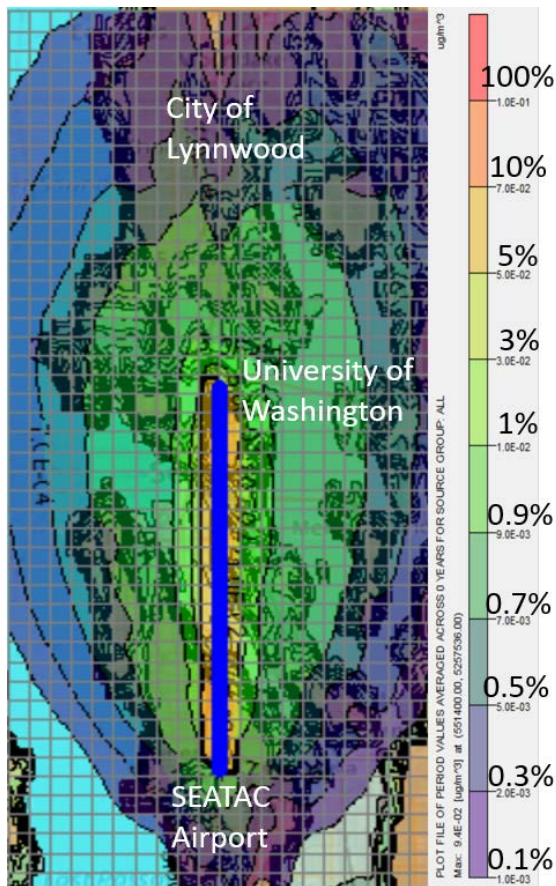 City of
Lynnwood
University of
Washington
SEATAC
Airport
1.0E-04
PLOT FILE OF PERIOD VALUES AVERAGED ACROSS 0 YEARS FOR SOURCE GROUP: ALL
Max: 9.4E-02 [ug/m^3] at (551400.00, 5257536.00)
ug/m^3
100%
1.0E-01
10%
7.0E-02
5%
5.0E-02
3%
3.0E-02
1%
1.0E-02
0.9%
9.0E-03
0.7%
7.0E-03
0.5%
5.0E-03
0.3%
2.0E-03
0.1%
1.0E-03